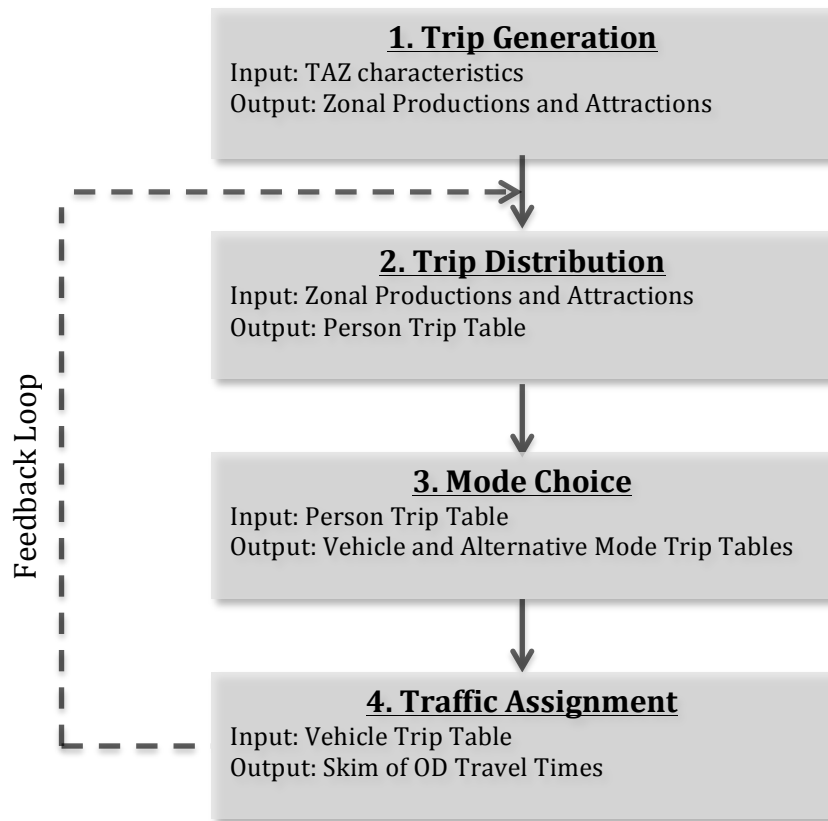 1. Trip Generation
Input: TAZ characteristics
Output: Zonal Productions and Attractions
2. Trip Distribution
Input: Zonal Productions and Attractions
Output: Person Trip Table
3. Mode Choice
Input: Person Trip Table
Output: Vehicle and Alternative Mode Trip Tables
4. Traffic Assignment
Input: Vehicle Trip Table
Output: Skim of OD Travel Times
Feedback Loop